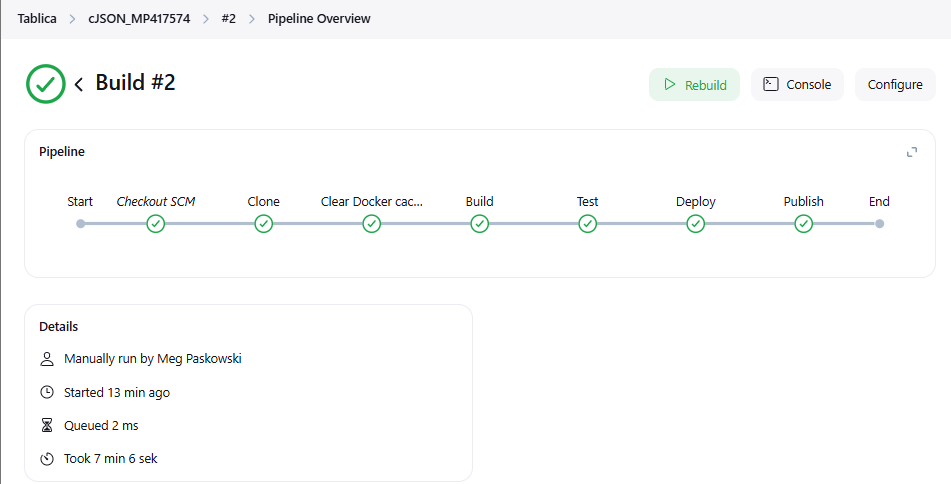 Tablica > cJSON_MP417574 > #2 > Pipeline Overview
Build #2
Rebuild
Console
Configure
Pipeline
Start Checkout SCM Clone Clear Docker cac... Build Test Deploy Publish End
Details
Manually run by Meg Paskowski
Started 13 min ago
Queued 2 ms
Took 7 min 6 sek